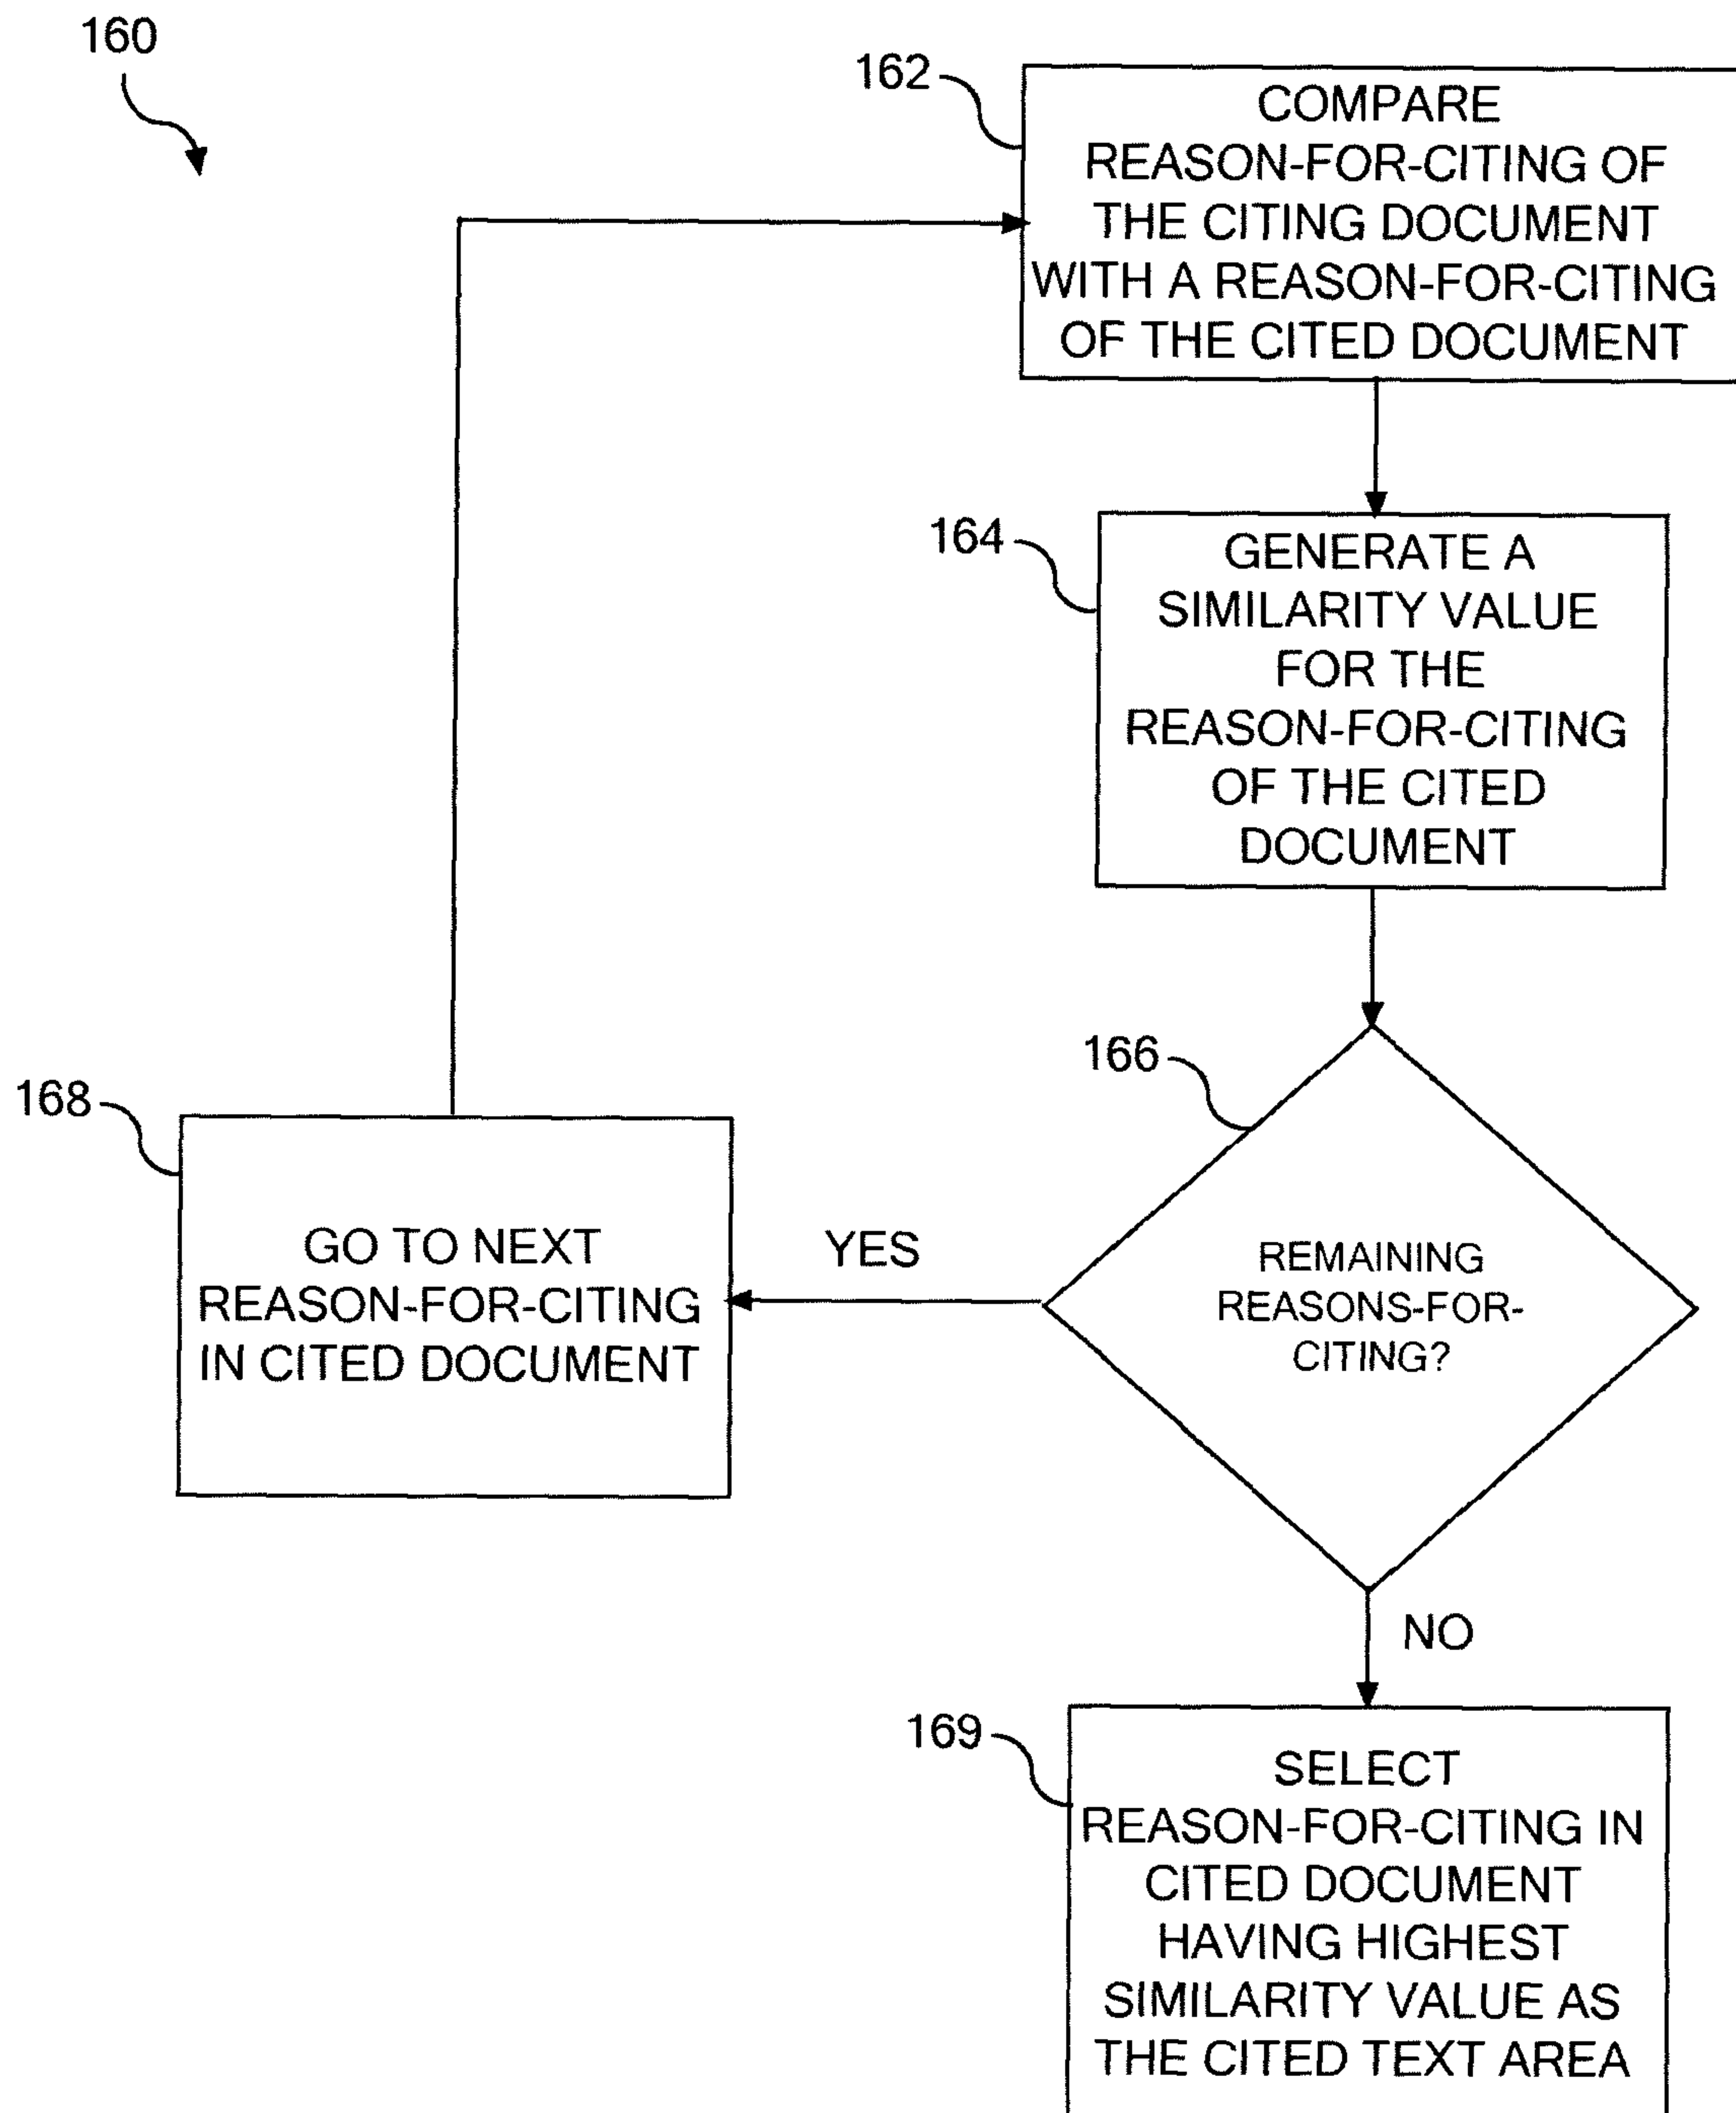 160
162
COMPARE
REASON-FOR-CITING OF
THE CITING DOCUMENT
WITH A REASON-FOR-CITING
OF THE CITED DOCUMENT
164
GENERATE A
SIMILARITY VALUE
FOR THE
REASON-FOR-CITING
OF THE CITED
DOCUMENT
166
REMAINING
REASONS-FOR-
CITING?
YES
168
GO TO NEXT
REASON-FOR-CITING
IN CITED DOCUMENT
NO
169
SELECT
REASON-FOR-CITING IN
CITED DOCUMENT
HAVING HIGHEST
SIMILARITY VALUE AS
THE CITED TEXT AREA